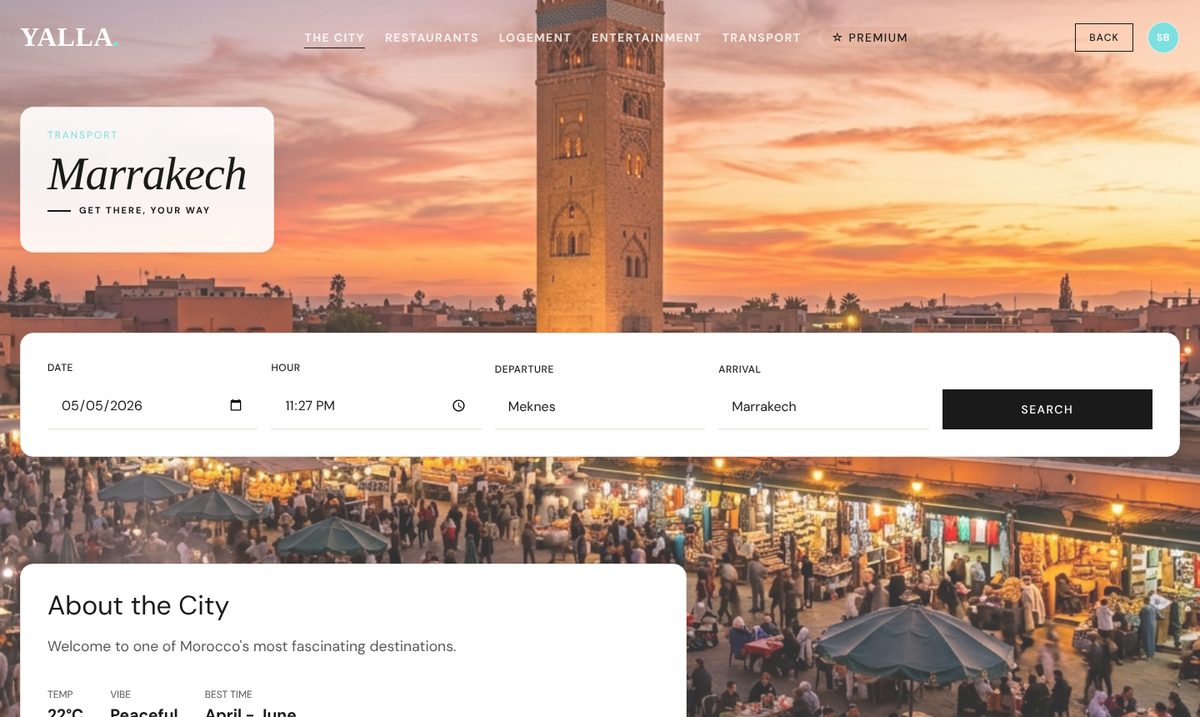 YALLA.
THE CITY RESTAURANTS LOGEMENT ENTERTAINMENT TRANSPORT ☆ PREMIUM
BACK
SB
TRANSPORT
Marrakech
GET THERE, YOUR WAY
DATE HOUR DEPARTURE ARRIVAL
05/05/2026 11:27 PM Meknes Marrakech
SEARCH
About the City
Welcome to one of Morocco's most fascinating destinations.
TEMP VIBE BEST TIME
22°C Peaceful April - June